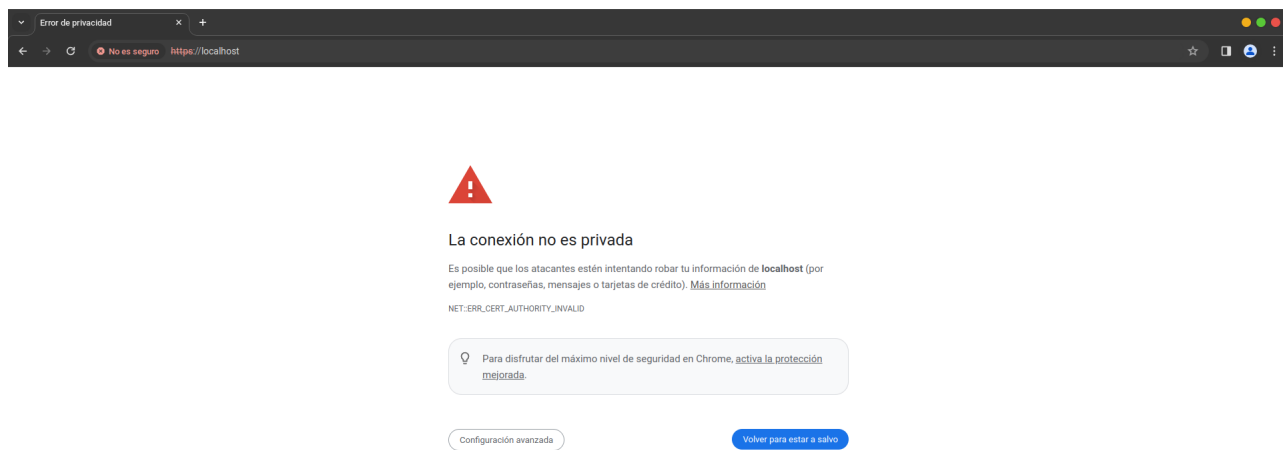 Error de privacidad
No es seguro https://localhost
La conexión no es privada
Es posible que los atacantes estén intentando robar tu información de localhost (por
ejemplo, contraseñas, mensajes o tarjetas de crédito). Más información
NET::ERR_CERT_AUTHORITY_INVALID
Para disfrutar del máximo nivel de seguridad en Chrome, activa la protección
mejorada.
Configuración avanzada Volver para estar a salvo